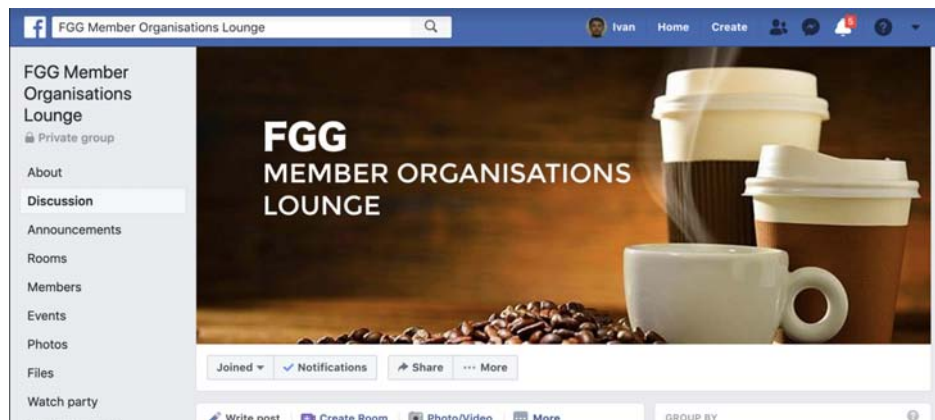 FGG Member Organisations Lounge
Ivan
Home
Create
5
FGG Member
Organisations
Lounge
Private group
About
Discussion
Announcements
Rooms
Members
Events
Photos
Files
Watch party
FGG
MEMBER ORGANISATIONS
LOUNGE
Joined
Notifications
Share
More
Write post
Create Room
Photo/Video
More
GROUP BY